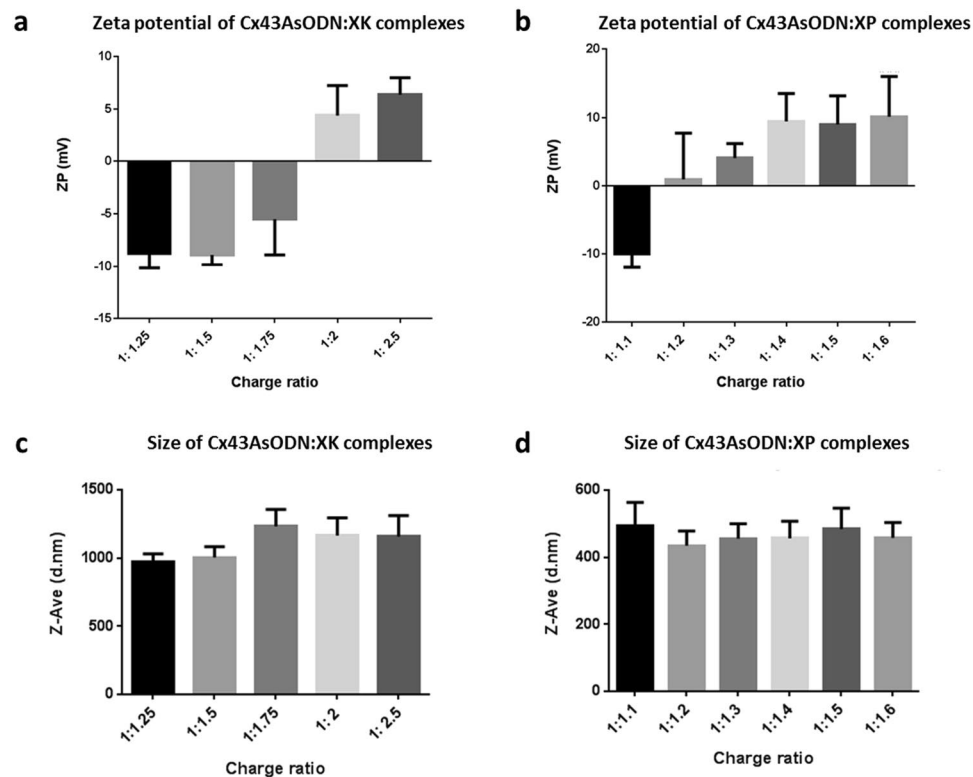 a
Zeta potential of Cx43AsODN:XK complexes
10
5
0
-5
-10
-15
ZP (mV)
1: 1.25
1: 1.5
1: 1.75
1:2
1: 2.5
Charge ratio
b
Zeta potential of Cx43AsODN:XP complexes
20
10
0
-10
-20
ZP (mV)
1: 1.1
1:1.2
1:1.3
1:1.4
1:1.5
1:1.6
Charge ratio
c
Size of Cx43AsODN:XK complexes
1500
1000
500
0
Z-Ave (d.nm)
1:1.25
1:1.5
1:1.75
1: 2
1: 2.5
Charge ratio
d
Size of Cx43AsODN:XP complexes
600
400
200
0
Z-Ave (d.nm)
1:1.1
1:1.2
1:1.3
1:1.4
1:1.5
1:1.6
Charge ratio